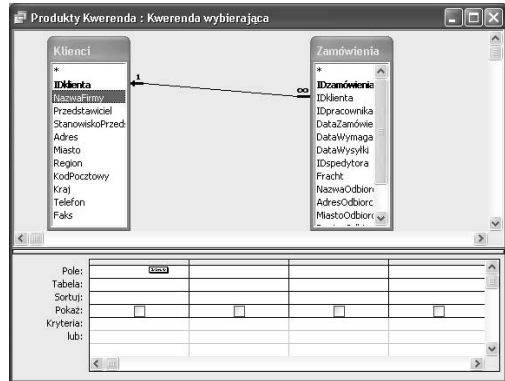 Produkty Kwerenda : Kwerenda wybierająca
Klienci
*
IDklienta
NazwaFirmy
Przedstawiciel
StanowiskoPrzed
Adres
Miasto
Region
KodPocztowy
Kraj
Telefon
Faks
1
∞
Zamówienia
*
IDzamówienia
IDklienta
IDpracownika
DataZamówie
DataWymaga
DataWysyłki
IDspedytora
Fracht
NazwaOdbiorc
AdresOdbiorc
MiastoOdbiorc
Pole:
Tabela:
Sortuj:
Pokaż:
Kryteria:
lub: